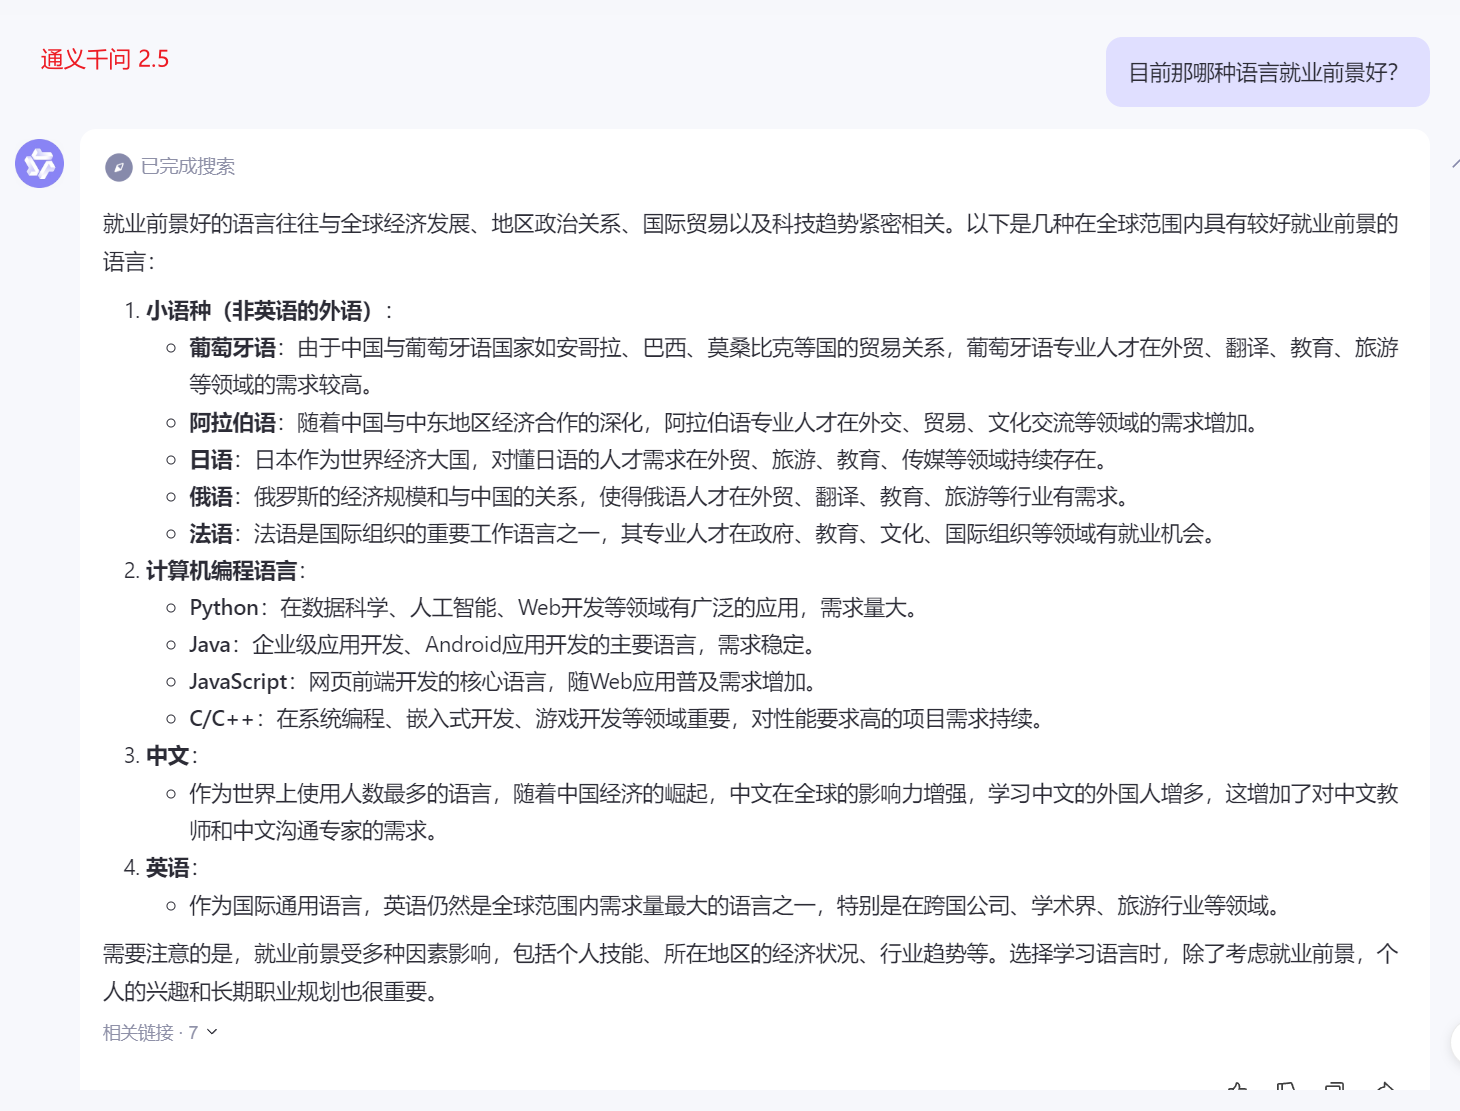 通义千问 2.5
目前那哪种语言就业前景好？
已完成搜索
就业前景好的语言往往与全球经济发展、地区政治关系、国际贸易以及科技趋势紧密相关。以下是几种在全球范围内具有较好就业前景的
语言：
1. 小语种（非英语的外语）：
葡萄牙语：由于中国与葡萄牙语国家如安哥拉、巴西、莫桑比克等国的贸易关系，葡萄牙语专业人才在外贸、翻译、教育、旅游
等领域的需求较高。
阿拉伯语：随着中国与中东地区经济合作的深化，阿拉伯语专业人才在外交、贸易、文化交流等领域的需求增加。
日语：日本作为世界经济大国，对懂日语的人才需求在外贸、旅游、教育、传媒等领域持续存在。
俄语：俄罗斯的经济规模和与中国的关系，使得俄语人才在外贸、翻译、教育、旅游等行业有需求。
法语：法语是国际组织的重要工作语言之一，其专业人才在政府、教育、文化、国际组织等领域有就业机会。
2. 计算机编程语言：
Python：在数据科学、人工智能、Web开发等领域有广泛的应用，需求量大。
Java：企业级应用开发、Android应用开发的主要语言，需求稳定。
JavaScript：网页前端开发的核心语言，随Web应用普及需求增加。
C/C++：在系统编程、嵌入式开发、游戏开发等领域重要，对性能要求高的项目需求持续。
3. 中文：
作为世界上使用人数最多的语言，随着中国经济的崛起，中文在全球的影响力增强，学习中文的外国人增多，这增加了对中文教
师和中文沟通专家的需求。
4. 英语：
作为国际通用语言，英语仍然是全球范围内需求量最大的语言之一，特别是在跨国公司、学术界、旅游行业等领域。
需要注意的是，就业前景受多种因素影响，包括个人技能、所在地区的经济状况、行业趋势等。选择学习语言时，除了考虑就业前景，个
人的兴趣和长期职业规划也很重要。
相关链接 · 7